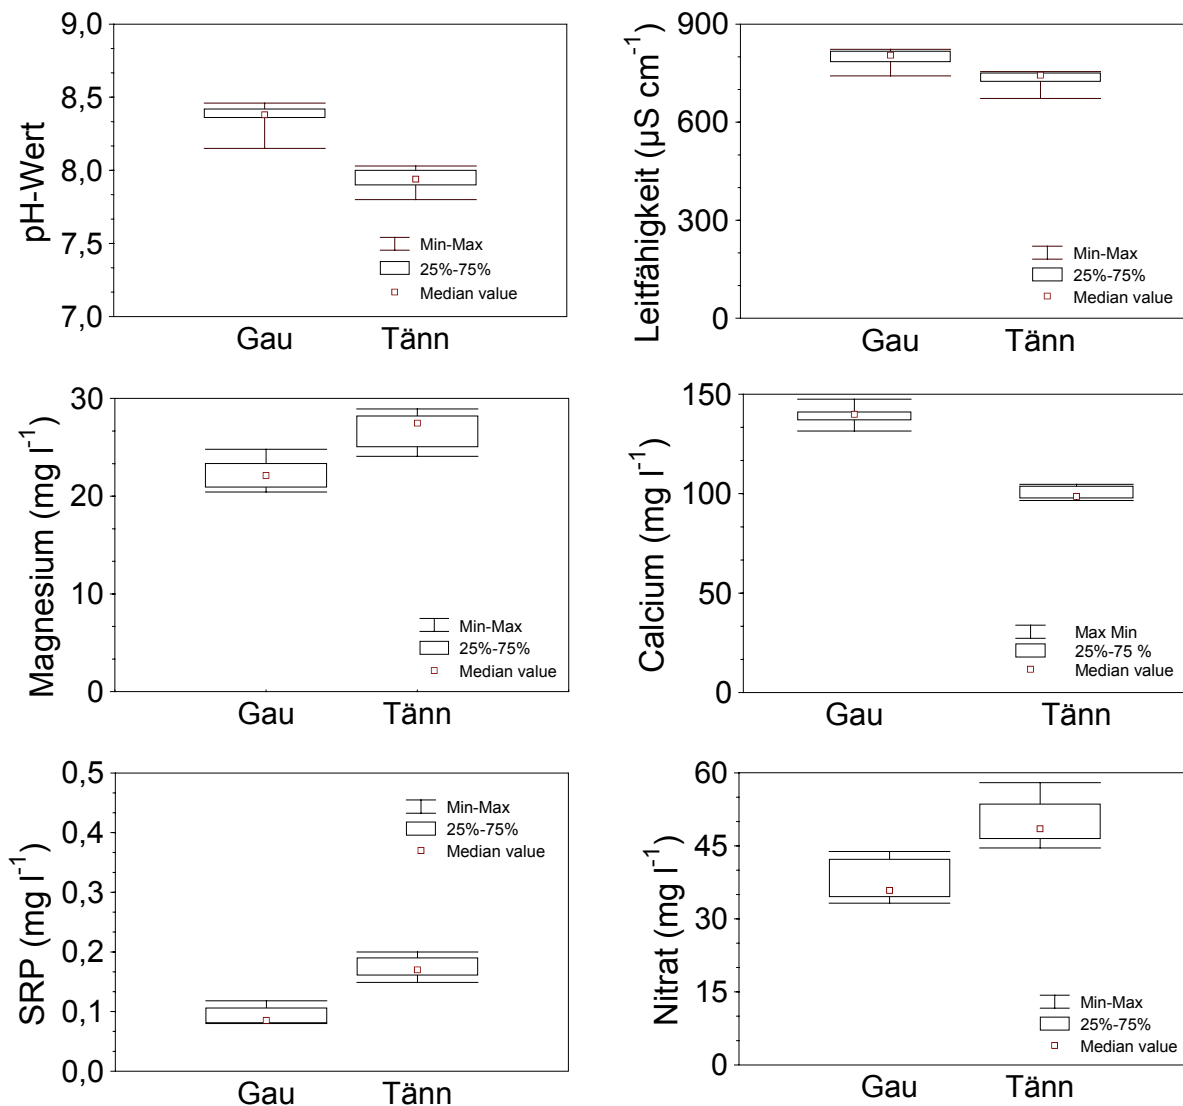 pH-Wert
9,0
8,5
8,0
7,5
7,0
Min-Max
25%-75%
Median value
Gau Tänn
Leitfähigkeit (µS cm⁻¹)
900
600
300
0
Min-Max
25%-75%
Median value
Gau Tänn
Magnesium (mg l⁻¹)
30
20
10
0
Min-Max
25%-75%
Median value
Gau Tänn
Calcium (mg l⁻¹)
150
100
50
0
Max Min
25%-75 %
Median value
Gau Tänn
SRP (mg l⁻¹)
0,5
0,4
0,3
0,2
0,1
0,0
Min-Max
25%-75%
Median value
Gau Tänn
Nitrat (mg l⁻¹)
60
45
30
15
0
Min-Max
25%-75%
Median value
Gau Tänn